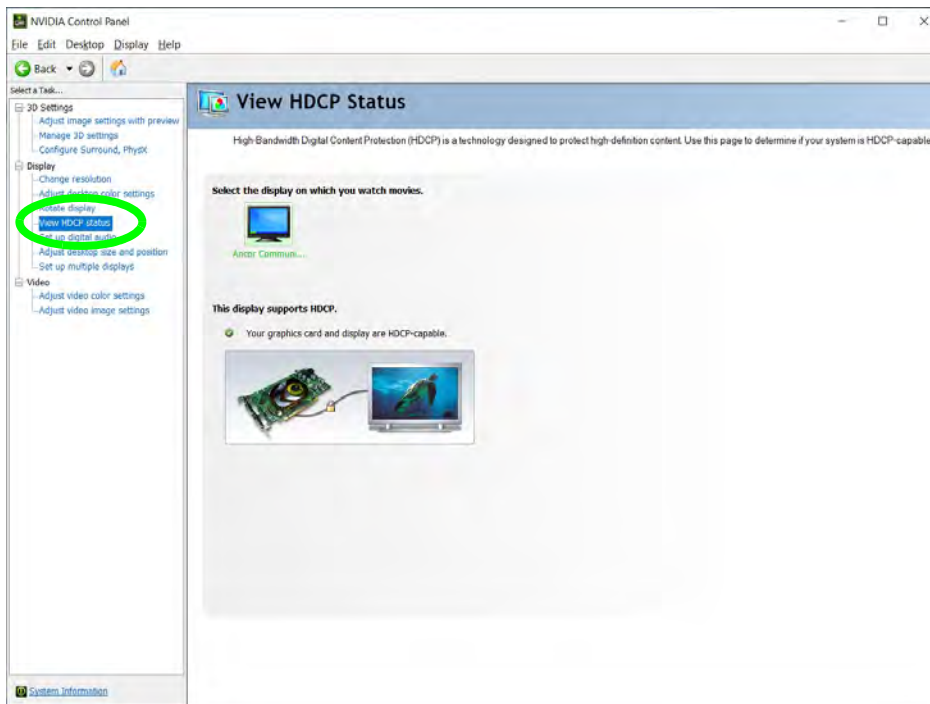 NVIDIA Control Panel
File Edit Desktop Display Help
Back
Select a Task...
3D Settings
Adjust image settings with preview
Manage 3D settings
Configure Surround, PhysX
Display
Change resolution
Adjust desktop color settings
Rotate display
View HDCP status
Set up digital audio
Adjust desktop size and position
Set up multiple displays
Video
Adjust video color settings
Adjust video image settings
System Information
View HDCP Status
High-Bandwidth Digital Content Protection (HDCP) is a technology designed to protect high-definition content. Use this page to determine if your system is HDCP-capable
Select the display on which you watch movies.
Ancor Communi...
This display supports HDCP.
Your graphics card and display are HDCP-capable.